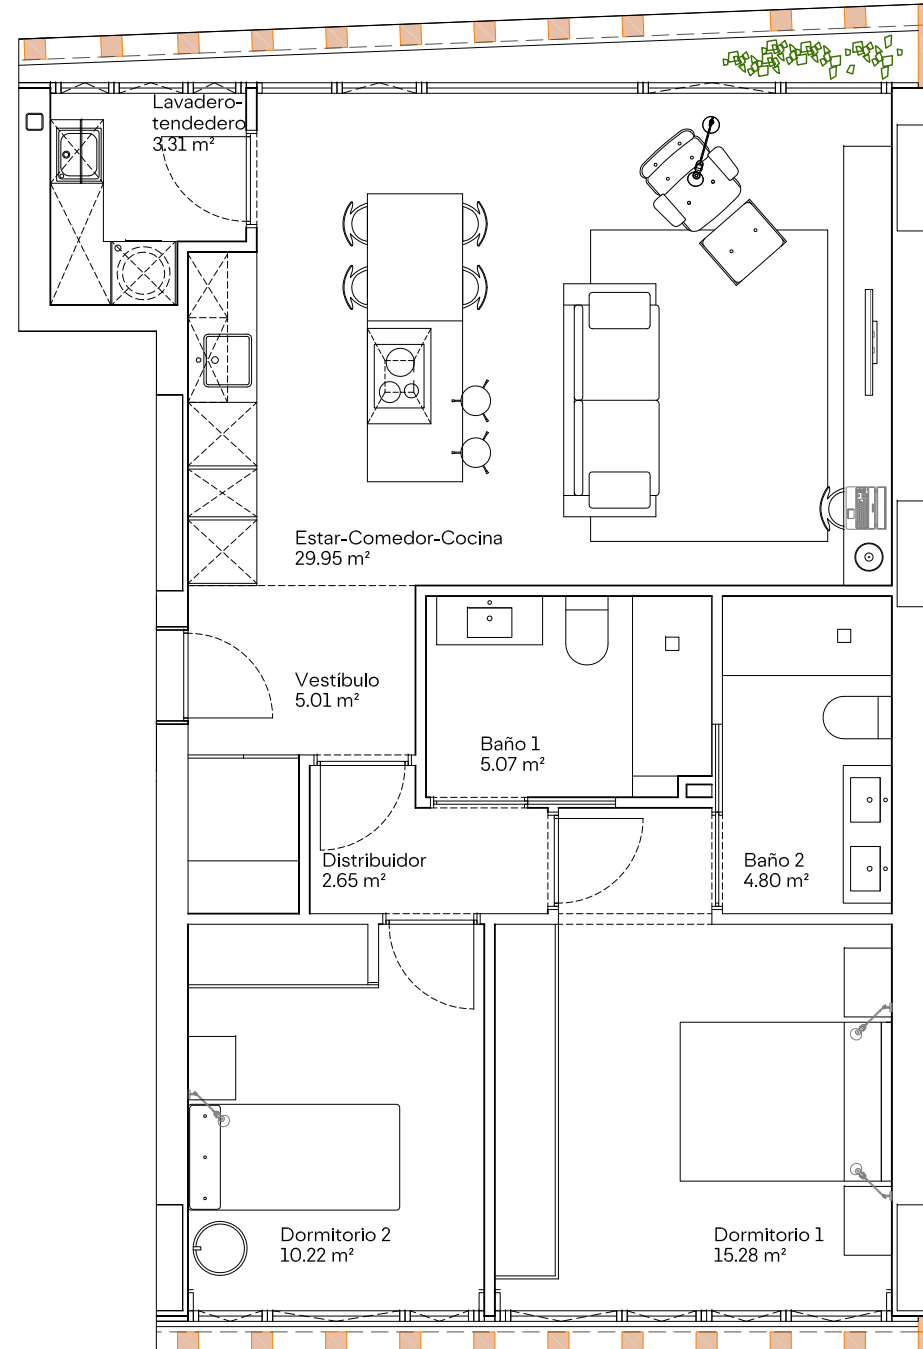 Lavadero-
tendedero
3.31 m²
Estar-Comedor-Cocina
29.95 m²
Vestíbulo
5.01 m²
Baño 1
5.07 m²
Distribuidor
2.65 m²
Baño 2
4.80 m²
Dormitorio 2
10.22 m²
Dormitorio 1
15.28 m²